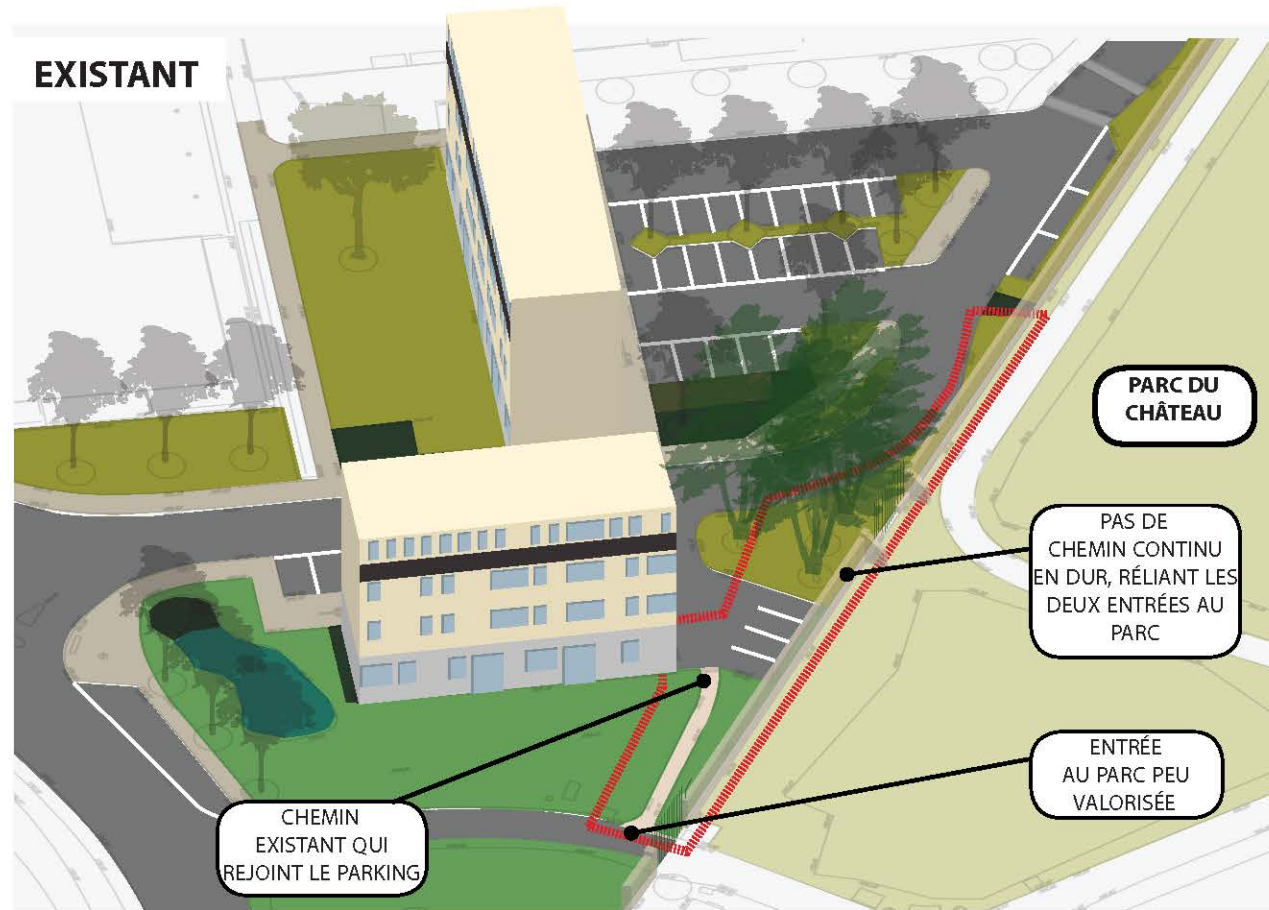 EXISTANT
PARC DU
CHÂTEAU
PAS DE
CHEMIN CONTINU
EN DUR, RÉLIANT LES
DEUX ENTRÉES AU
PARC
ENTRÉE
AU PARC PEU
VALORISÉE
CHEMIN
EXISTANT QUI
REJOINT LE PARKING